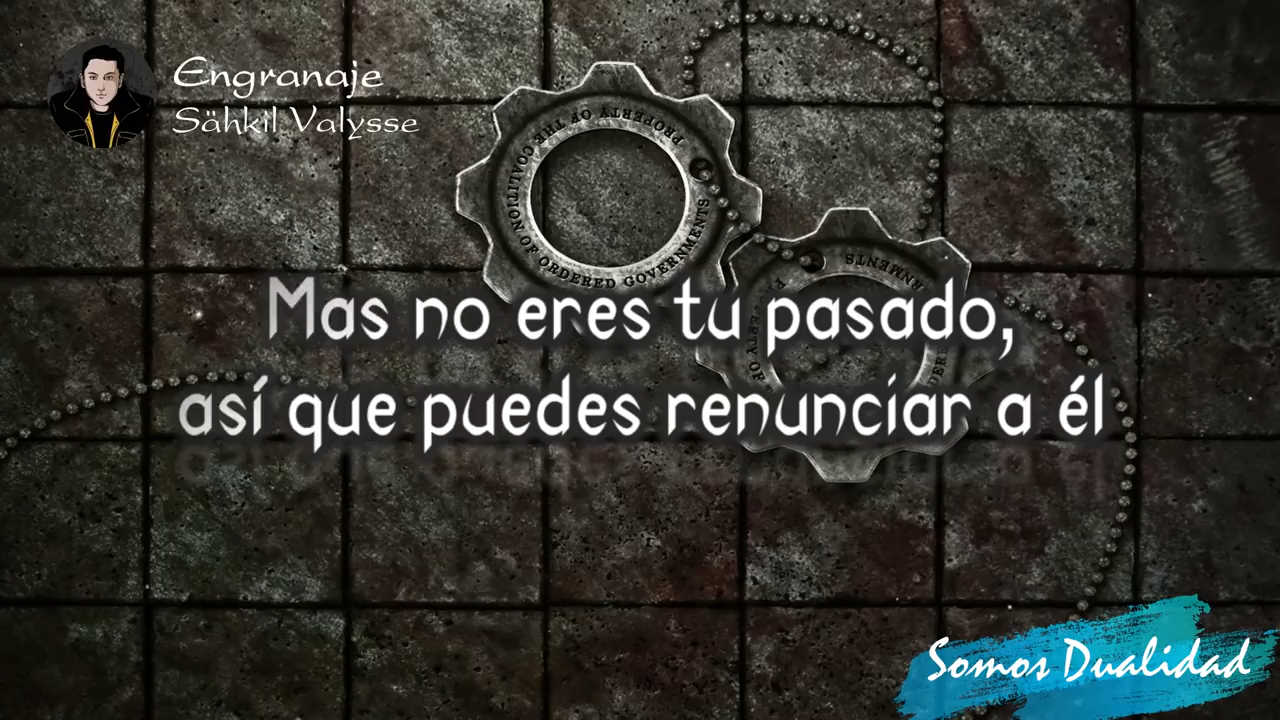 Engranaje
Sähkil Valysse
PROPERTY OF THE COALITION OF ORDERED GOVERNMENTS
Mas no eres tu pasado,
así que puedes renunciar a él
Somos Dualidad